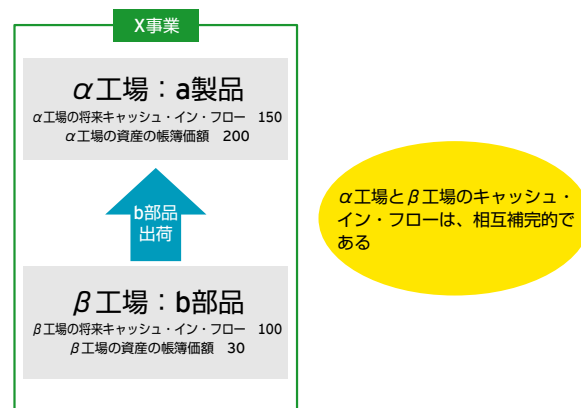 X事業
α工場：a製品
α工場の将来キャッシュ・イン・フロー 150
α工場の資産の帳簿価額 200
b部品
出荷
α工場とβ工場のキャッシュ・
イン・フローは、相互補完的で
ある
β工場：b部品
β工場の将来キャッシュ・イン・フロー 100
β工場の資産の帳簿価額 30